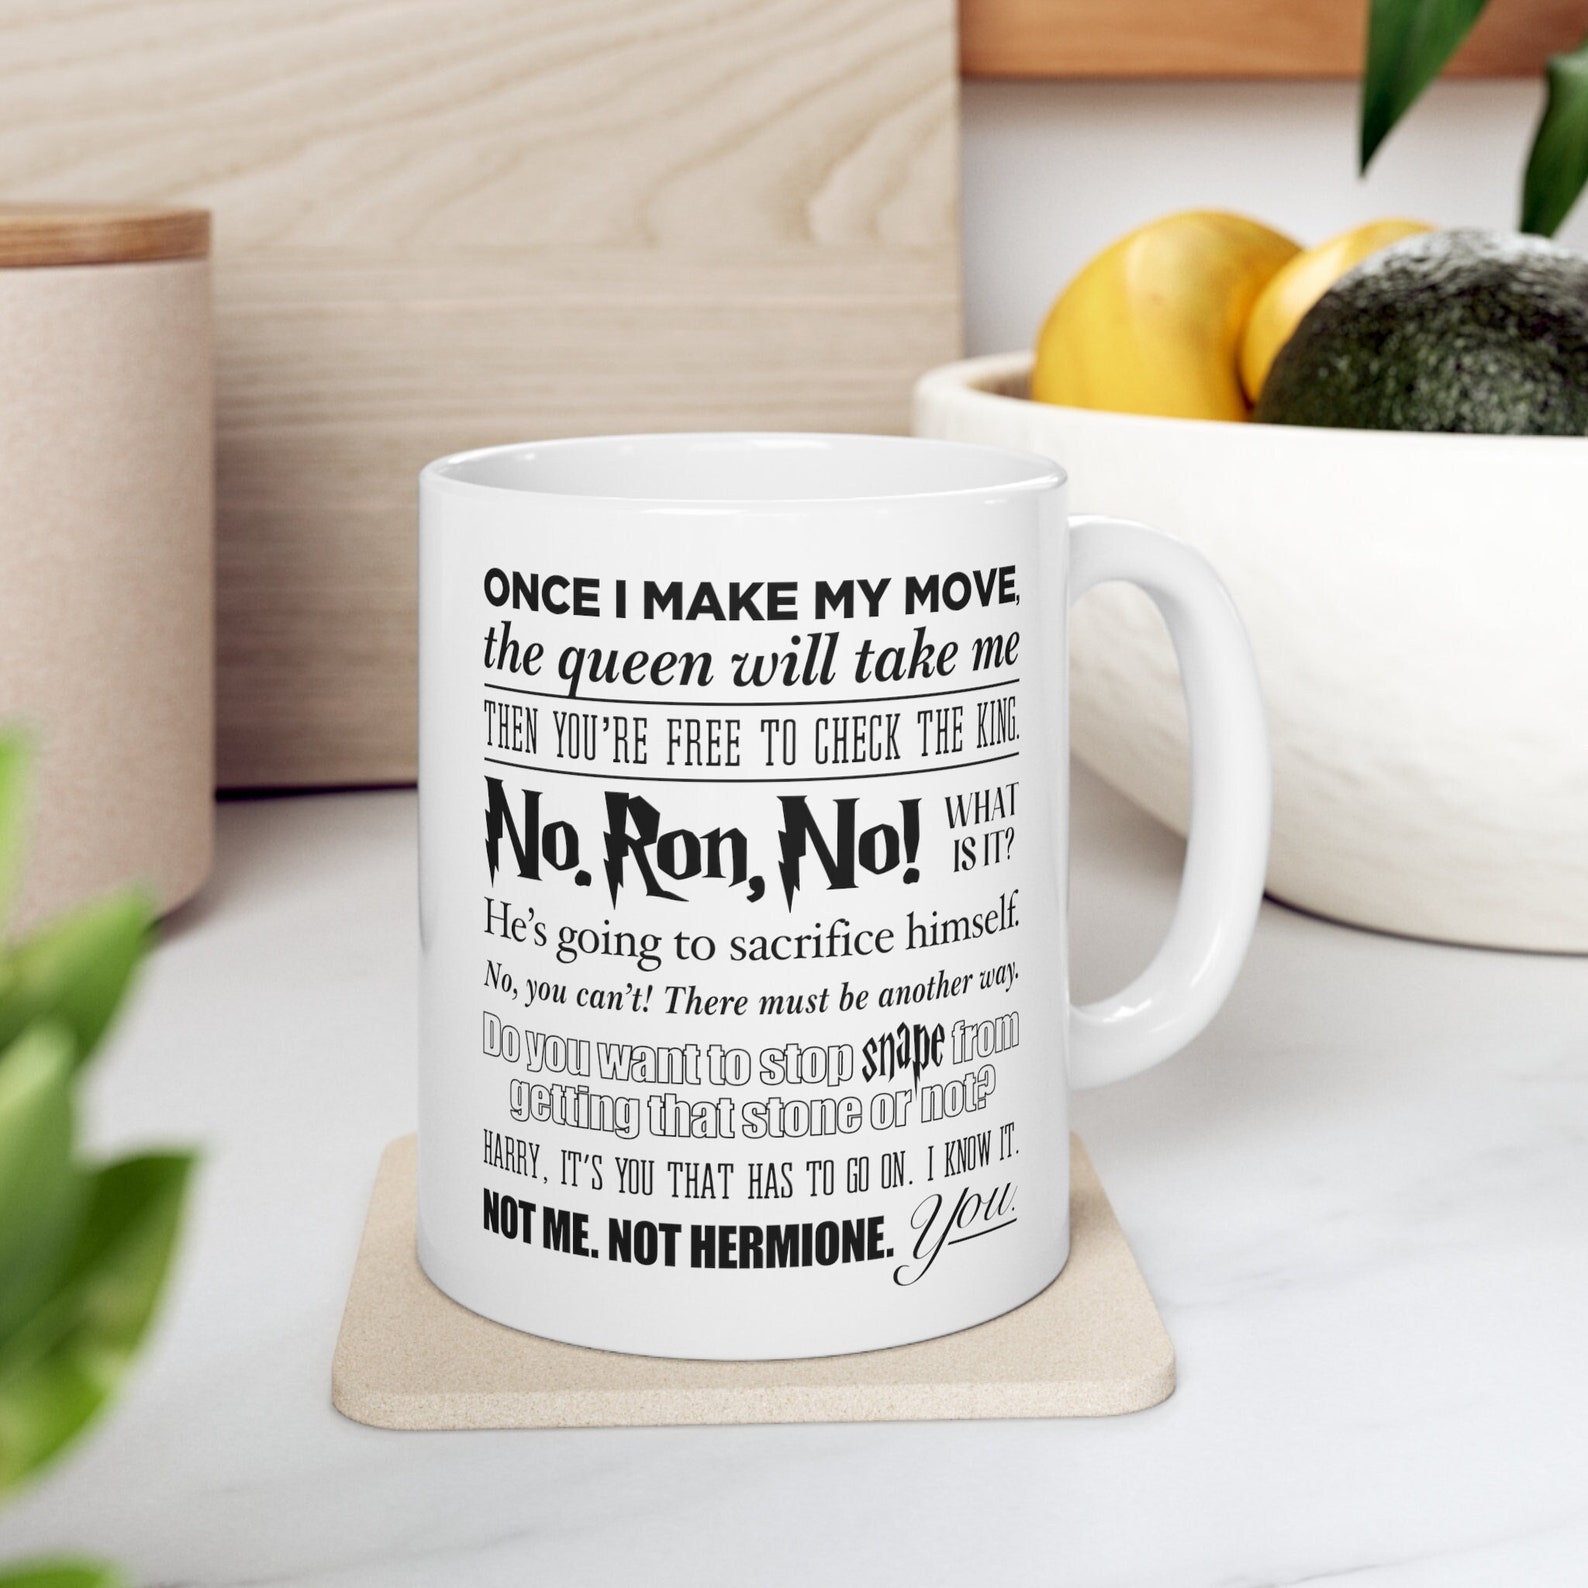 ONCE I MAKE MY MOVE,
the queen will take me
THEN YOU'RE FREE TO CHECK THE KING.
No. Ron, No! WHAT IS IT?
He's going to sacrifice himself.
No, you can't! There must be another way.
Do you want to stop snape from
getting that stone or not?
HARRY, IT'S YOU THAT HAS TO GO ON. I KNOW IT.
NOT ME. NOT HERMIONE. You.